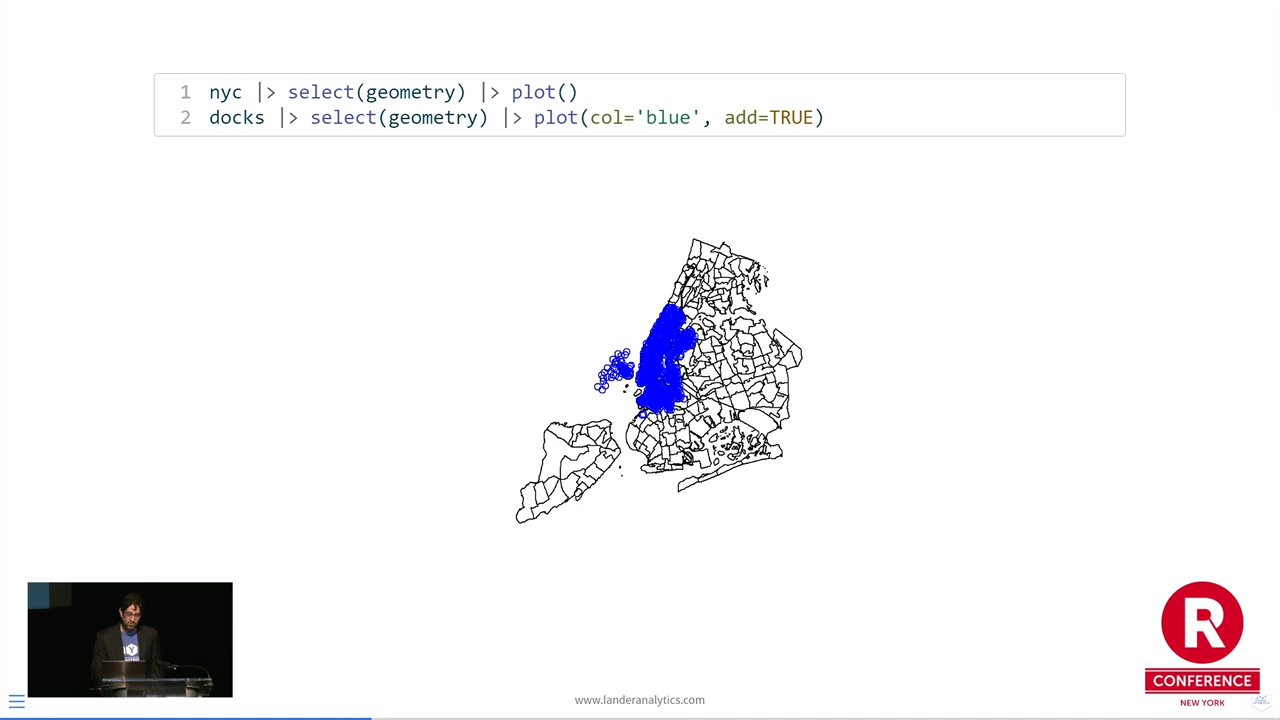 1 nyc |> select(geometry) |> plot()
2 docks |> select(geometry) |> plot(col='blue', add=TRUE)
R
CONFERENCE
NEW YORK
www.landeranalytics.com